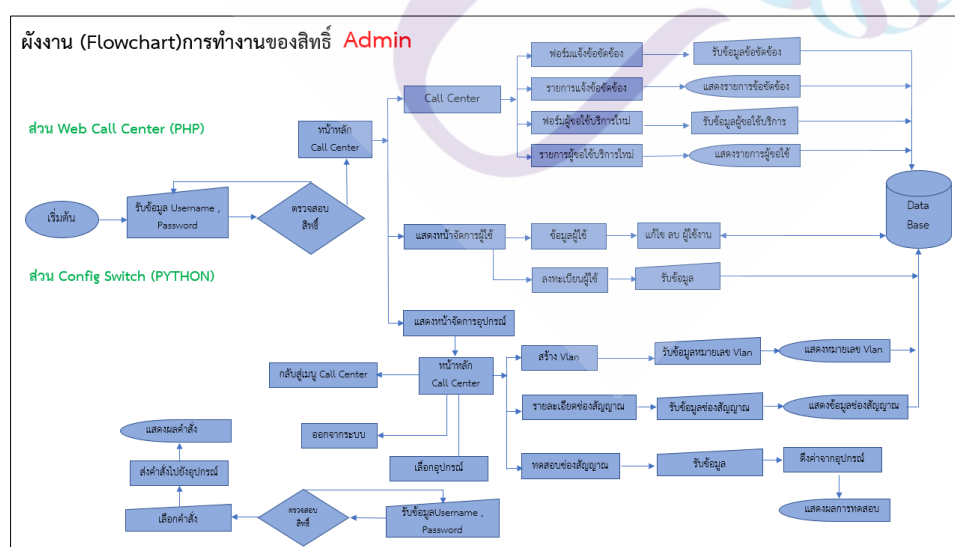 ผังงาน (Flowchart)การทำงานของสิทธิ์ Admin
ส่วน Web Call Center (PHP)
เริ่มต้น
รับข้อมูล Username ,
Password
ตรวจสอบ
สิทธิ์
หน้าหลัก
Call Center
Call Center
ฟอร์มแจ้งข้อขัดข้อง
รับข้อมูลข้อขัดข้อง
รายการแจ้งข้อขัดข้อง
แสดงรายการข้อขัดข้อง
ฟอร์มผู้ขอใช้บริการใหม่
รับข้อมูลผู้ขอใช้บริการ
รายการผู้ขอใช้บริการใหม่
แสดงรายการผู้ขอใช้
Data
Base
แสดงหน้าจัดการผู้ใช้
ข้อมูลผู้ใช้
แก้ไข ลบ ผู้ใช้งาน
ลงทะเบียนผู้ใช้
รับข้อมูล
ส่วน Config Switch (PYTHON)
แสดงหน้าจัดการอุปกรณ์
หน้าหลัก
Call Center
กลับสู่เมนู Call Center
ออกจากระบบ
เลือกอุปกรณ์
สร้าง Vlan
รับข้อมูลหมายเลข Vlan
แสดงหมายเลข Vlan
รายละเอียดช่องสัญญาณ
รับข้อมูลช่องสัญญาณ
แสดงข้อมูลช่องสัญญาณ
ทดสอบช่องสัญญาณ
รับข้อมูล
ดึงค่าจากอุปกรณ์
แสดงผลการทดสอบ
รับข้อมูลUsername ,
Password
ตรวจสอบ
สิทธิ์
เลือกคำสั่ง
ส่งคำสั่งไปยังอุปกรณ์
แสดงผลคำสั่ง